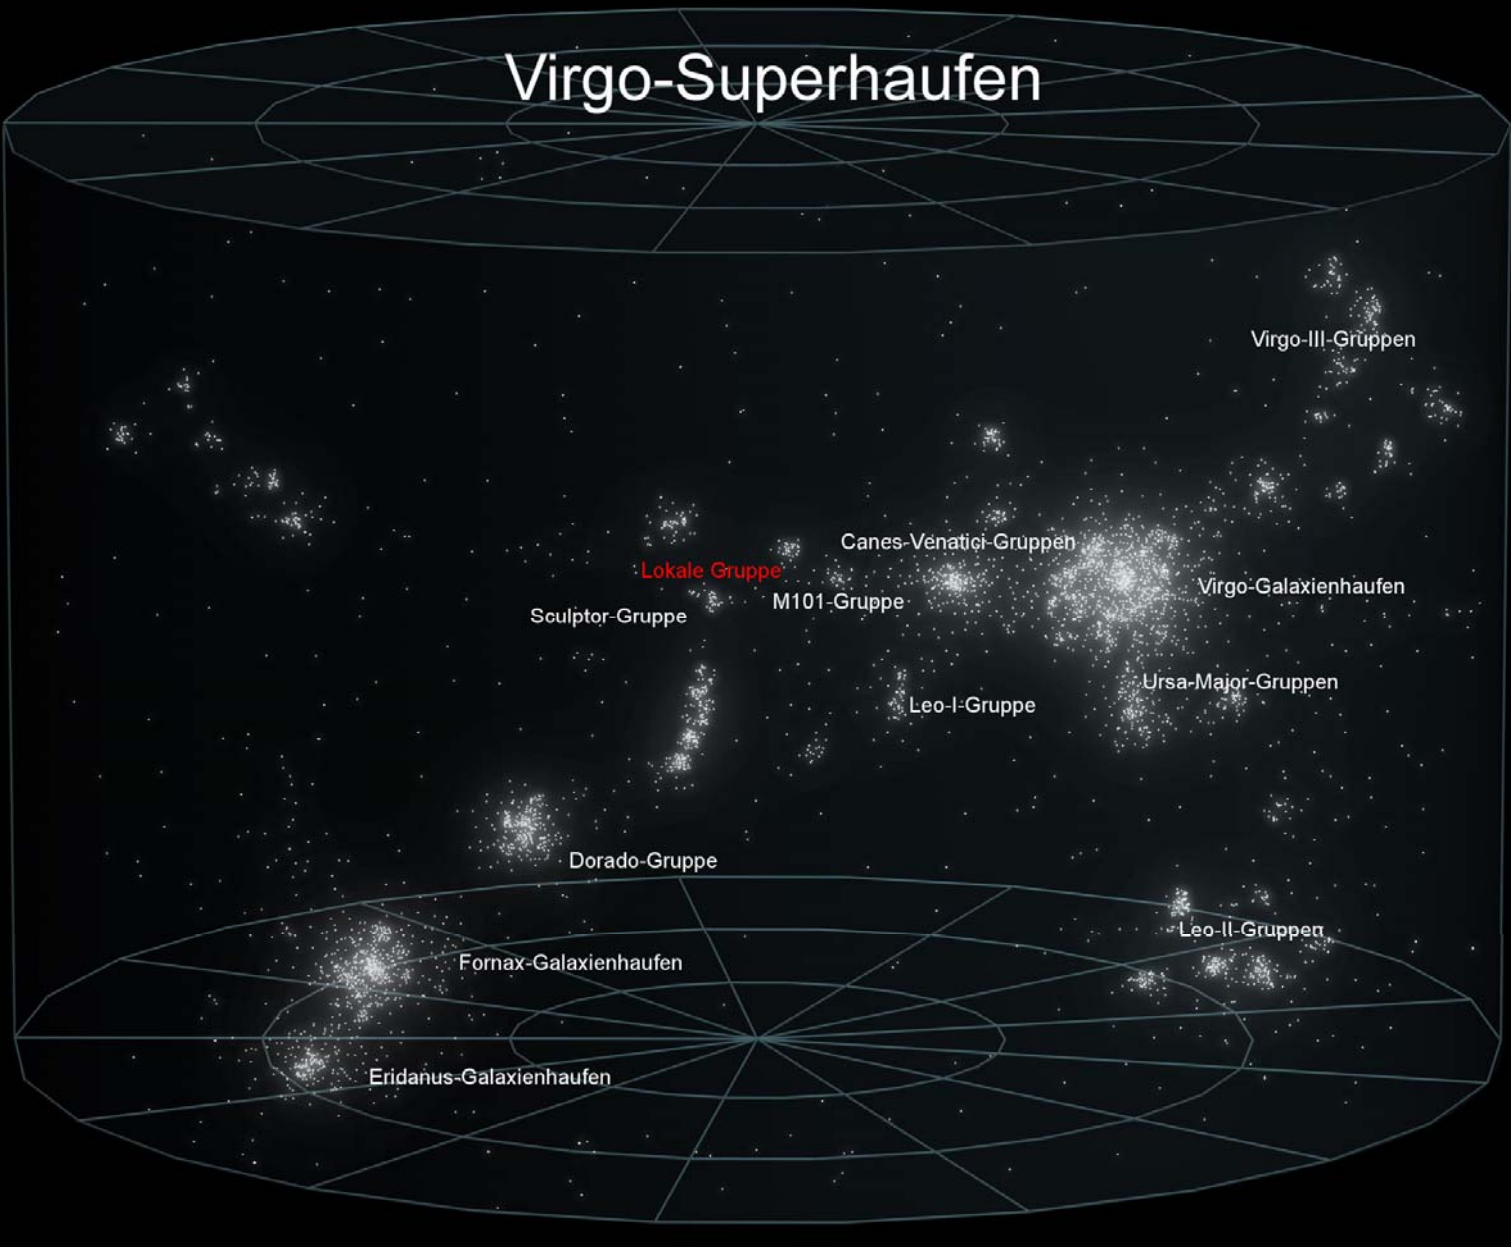 Virgo-Superhaufen
Virgo-III-Gruppen
Canes-Venatici-Gruppen
Lokale Gruppe
Virgo-Galaxienhaufen
M101-Gruppe
Sculptor-Gruppe
Ursa-Major-Gruppen
Leo-I-Gruppe
Dorado-Gruppe
Leo-II-Gruppen
Fornax-Galaxienhaufen
Eridanus-Galaxienhaufen